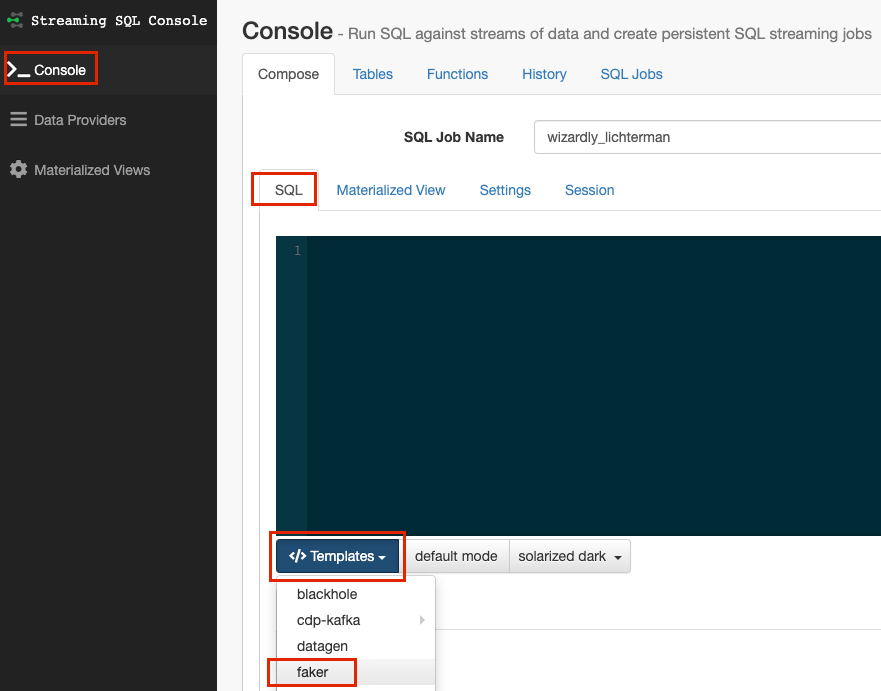 Streaming SQL Console
Console
Data Providers
Materialized Views
Console - Run SQL against streams of data and create persistent SQL streaming jobs
Compose Tables Functions History SQL Jobs
SQL Job Name wizardly_lichterman
SQL Materialized View Settings Session
1
</> Templates default mode solarized dark
blackhole
cdp-kafka
datagen
faker